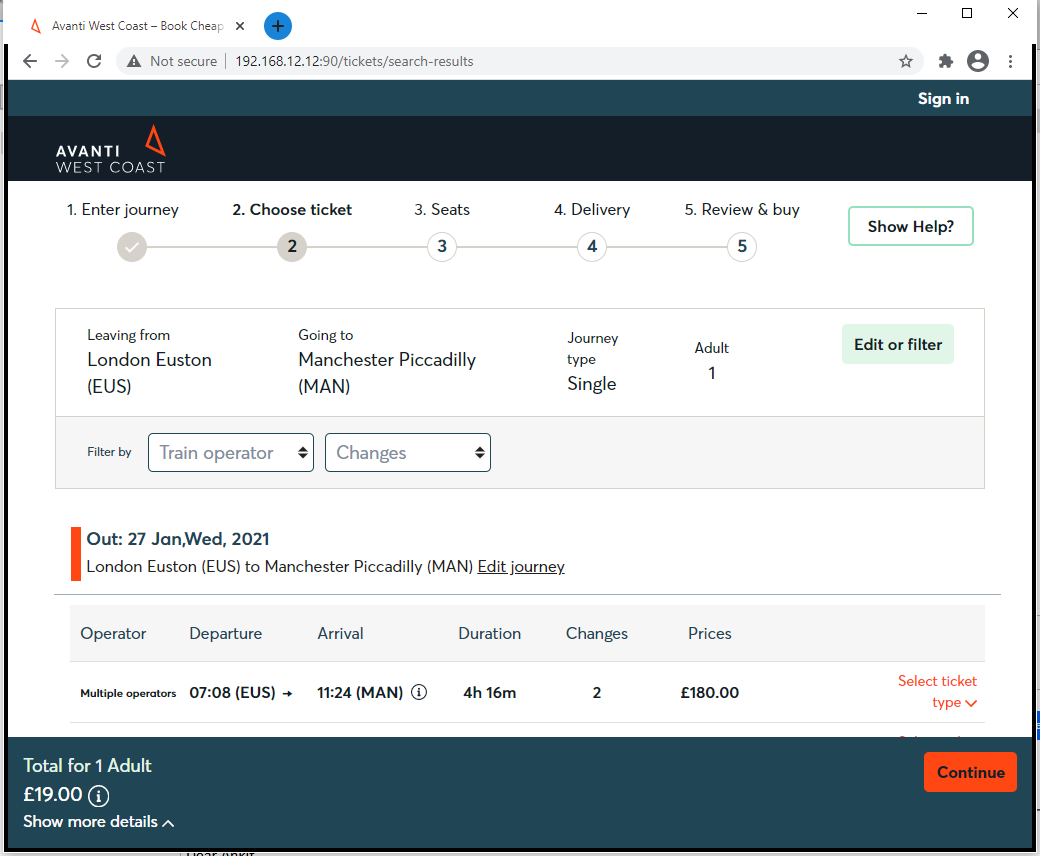 Avanti West Coast – Book Cheap
Not secure | 192.168.12.12:90/tickets/search-results
Sign in
AVANTI
WEST COAST
1. Enter journey
2. Choose ticket
3. Seats
4. Delivery
5. Review & buy
Show Help?
2
3
4
5
Leaving from
London Euston
(EUS)
Going to
Manchester Piccadilly
(MAN)
Journey
type
Single
Adult
1
Edit or filter
Filter by
Train operator
Changes
Out: 27 Jan,Wed, 2021
London Euston (EUS) to Manchester Piccadilly (MAN) Edit journey
Operator Departure Arrival Duration Changes Prices
Multiple operators 07:08 (EUS) → 11:24 (MAN) 4h 16m 2 £180.00
Select ticket
type
Total for 1 Adult
£19.00
Show more details
Continue